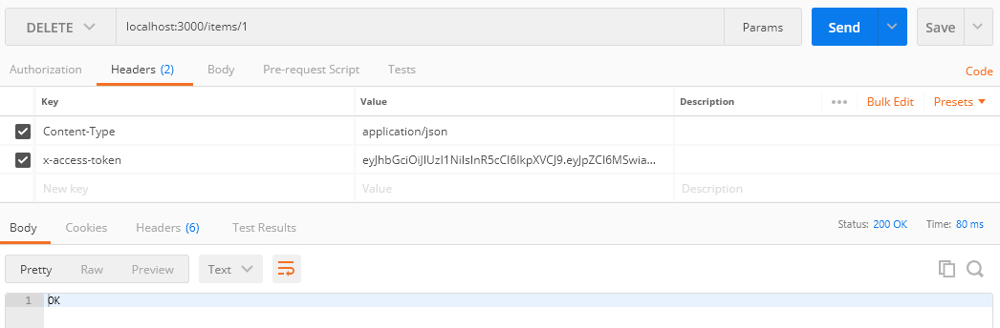 DELETE localhost:3000/items/1 Params Send Save
Authorization Headers (2) Body Pre-request Script Tests Code
Key Value Description ••• Bulk Edit Presets
Content-Type application/json
x-access-token eyJhbGciOiJIUzI1NiIsInR5cCI6IkpXVCJ9.eyJpZCI6MSwia...
New key Value Description
Body Cookies Headers (6) Test Results Status: 200 OK Time: 80 ms
Pretty Raw Preview Text
1 OK